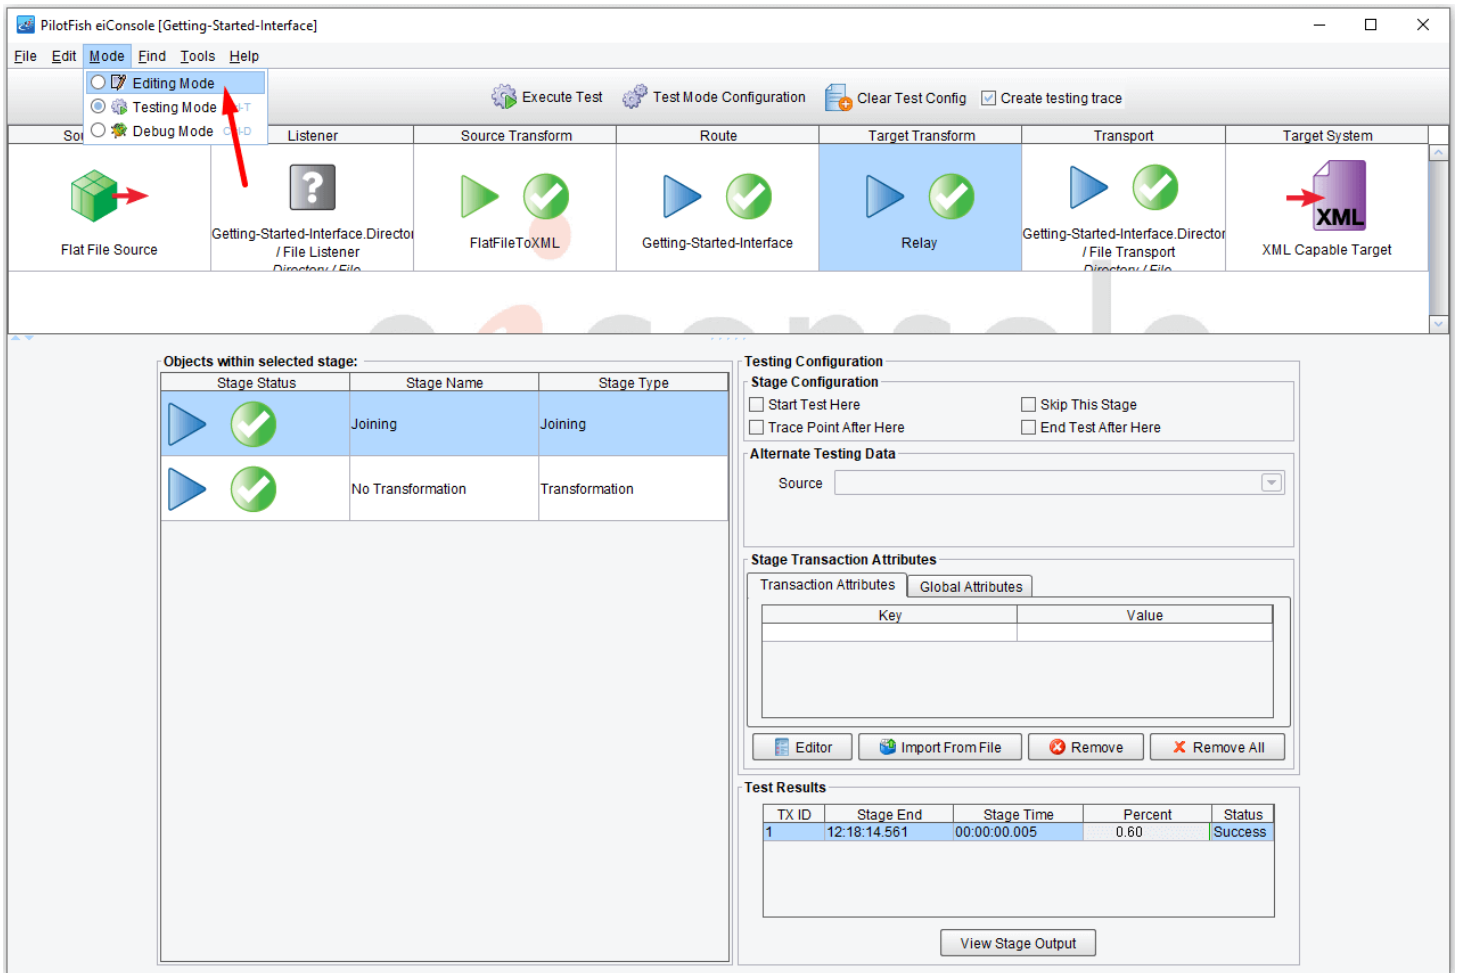 PilotFish eiConsole [Getting-Started-Interface]
File Edit Mode Find Tools Help
Editing Mode
Testing Mode
Debug Mode
Execute Test Test Mode Configuration Clear Test Config Create testing trace
Listener Source Transform Route Target Transform Transport Target System
Flat File Source
Getting-Started-Interface.Director
/ File Listener
Directory / File
FlatFileToXML
Getting-Started-Interface
Relay
Getting-Started-Interface.Director
/ File Transport
Directory / File
XML
XML Capable Target
eiconsole
Objects within selected stage:
Stage Status Stage Name Stage Type
Joining Joining
No Transformation Transformation
Testing Configuration
Stage Configuration
Start Test Here Skip This Stage
Trace Point After Here End Test After Here
Alternate Testing Data
Source
Stage Transaction Attributes
Transaction Attributes Global Attributes
Key Value
Editor Import From File Remove Remove All
Test Results
TX ID Stage End Stage Time Percent Status
1 12:18:14.561 00:00:00.005 0.60 Success
View Stage Output